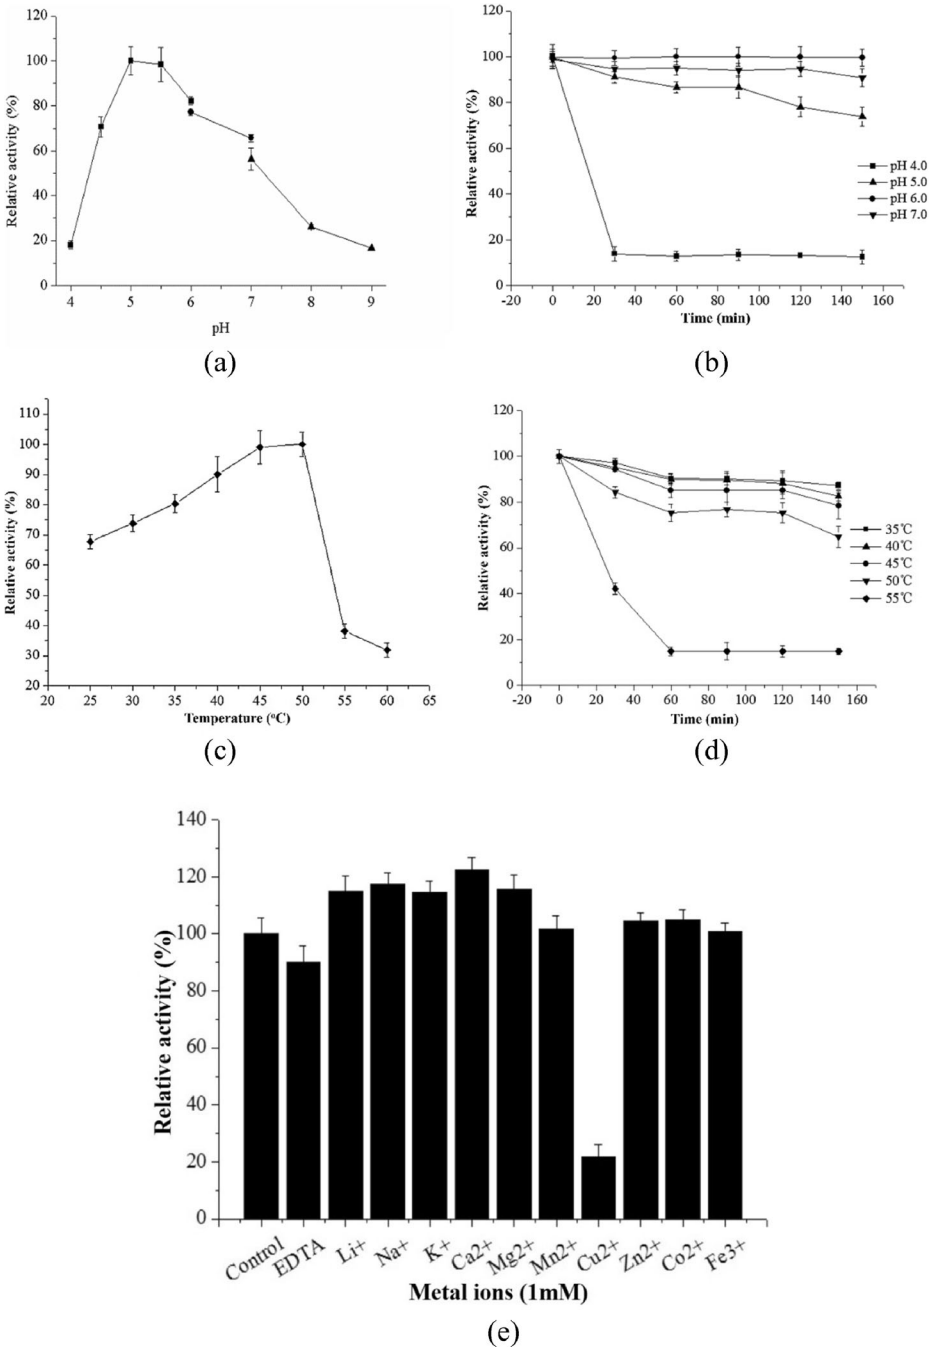 120
100
80
60
40
20
0
4 5 6 7 8 9
Relative activity (%)
pH
(a)
120
100
80
60
40
20
0
-20 0 20 40 60 80 100 120 140 160
Relative activity (%)
Time (min)
pH 4.0
pH 5.0
pH 6.0
pH 7.0
(b)
110
100
90
80
70
60
50
40
30
20
20 25 30 35 40 45 50 55 60 65
Relative activity (%)
Temperature (°C)
(c)
120
100
80
60
40
20
0
-20 0 20 40 60 80 100 120 140 160
Relative activity (%)
Time (min)
35℃
40℃
45℃
50℃
55℃
(d)
140
120
100
80
60
40
20
0
Relative activity (%)
Control EDTA Li+ Na+ K+ Ca2+ Mg2+ Mn2+ Cu2+ Zn2+ Co2+ Fe3+
Metal ions (1mM)
(e)